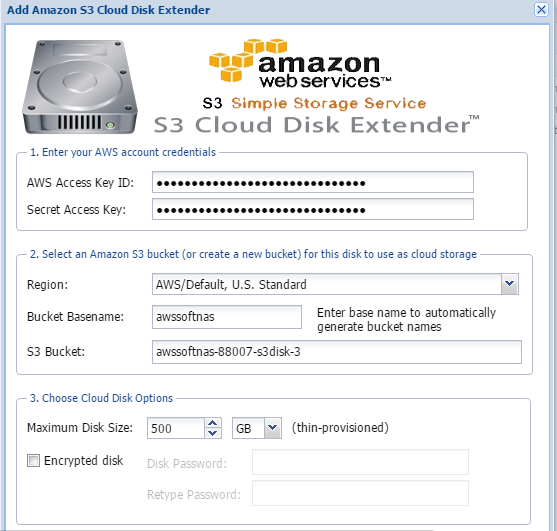 Add Amazon S3 Cloud Disk Extender
amazon
web services™
S3 Simple Storage Service
S3 Cloud Disk Extender™
1. Enter your AWS account credentials
AWS Access Key ID: ••••••••••••••••••••••••••••••
Secret Access Key: ••••••••••••••••••••••••••••••
2. Select an Amazon S3 bucket (or create a new bucket) for this disk to use as cloud storage
Region: AWS/Default, U.S. Standard
Bucket Basename: awssoftnas Enter base name to automatically
generate bucket names
S3 Bucket: awssoftnas-88007-s3disk-3
3. Choose Cloud Disk Options
Maximum Disk Size: 500 GB (thin-provisioned)
Encrypted disk Disk Password:
Retype Password: